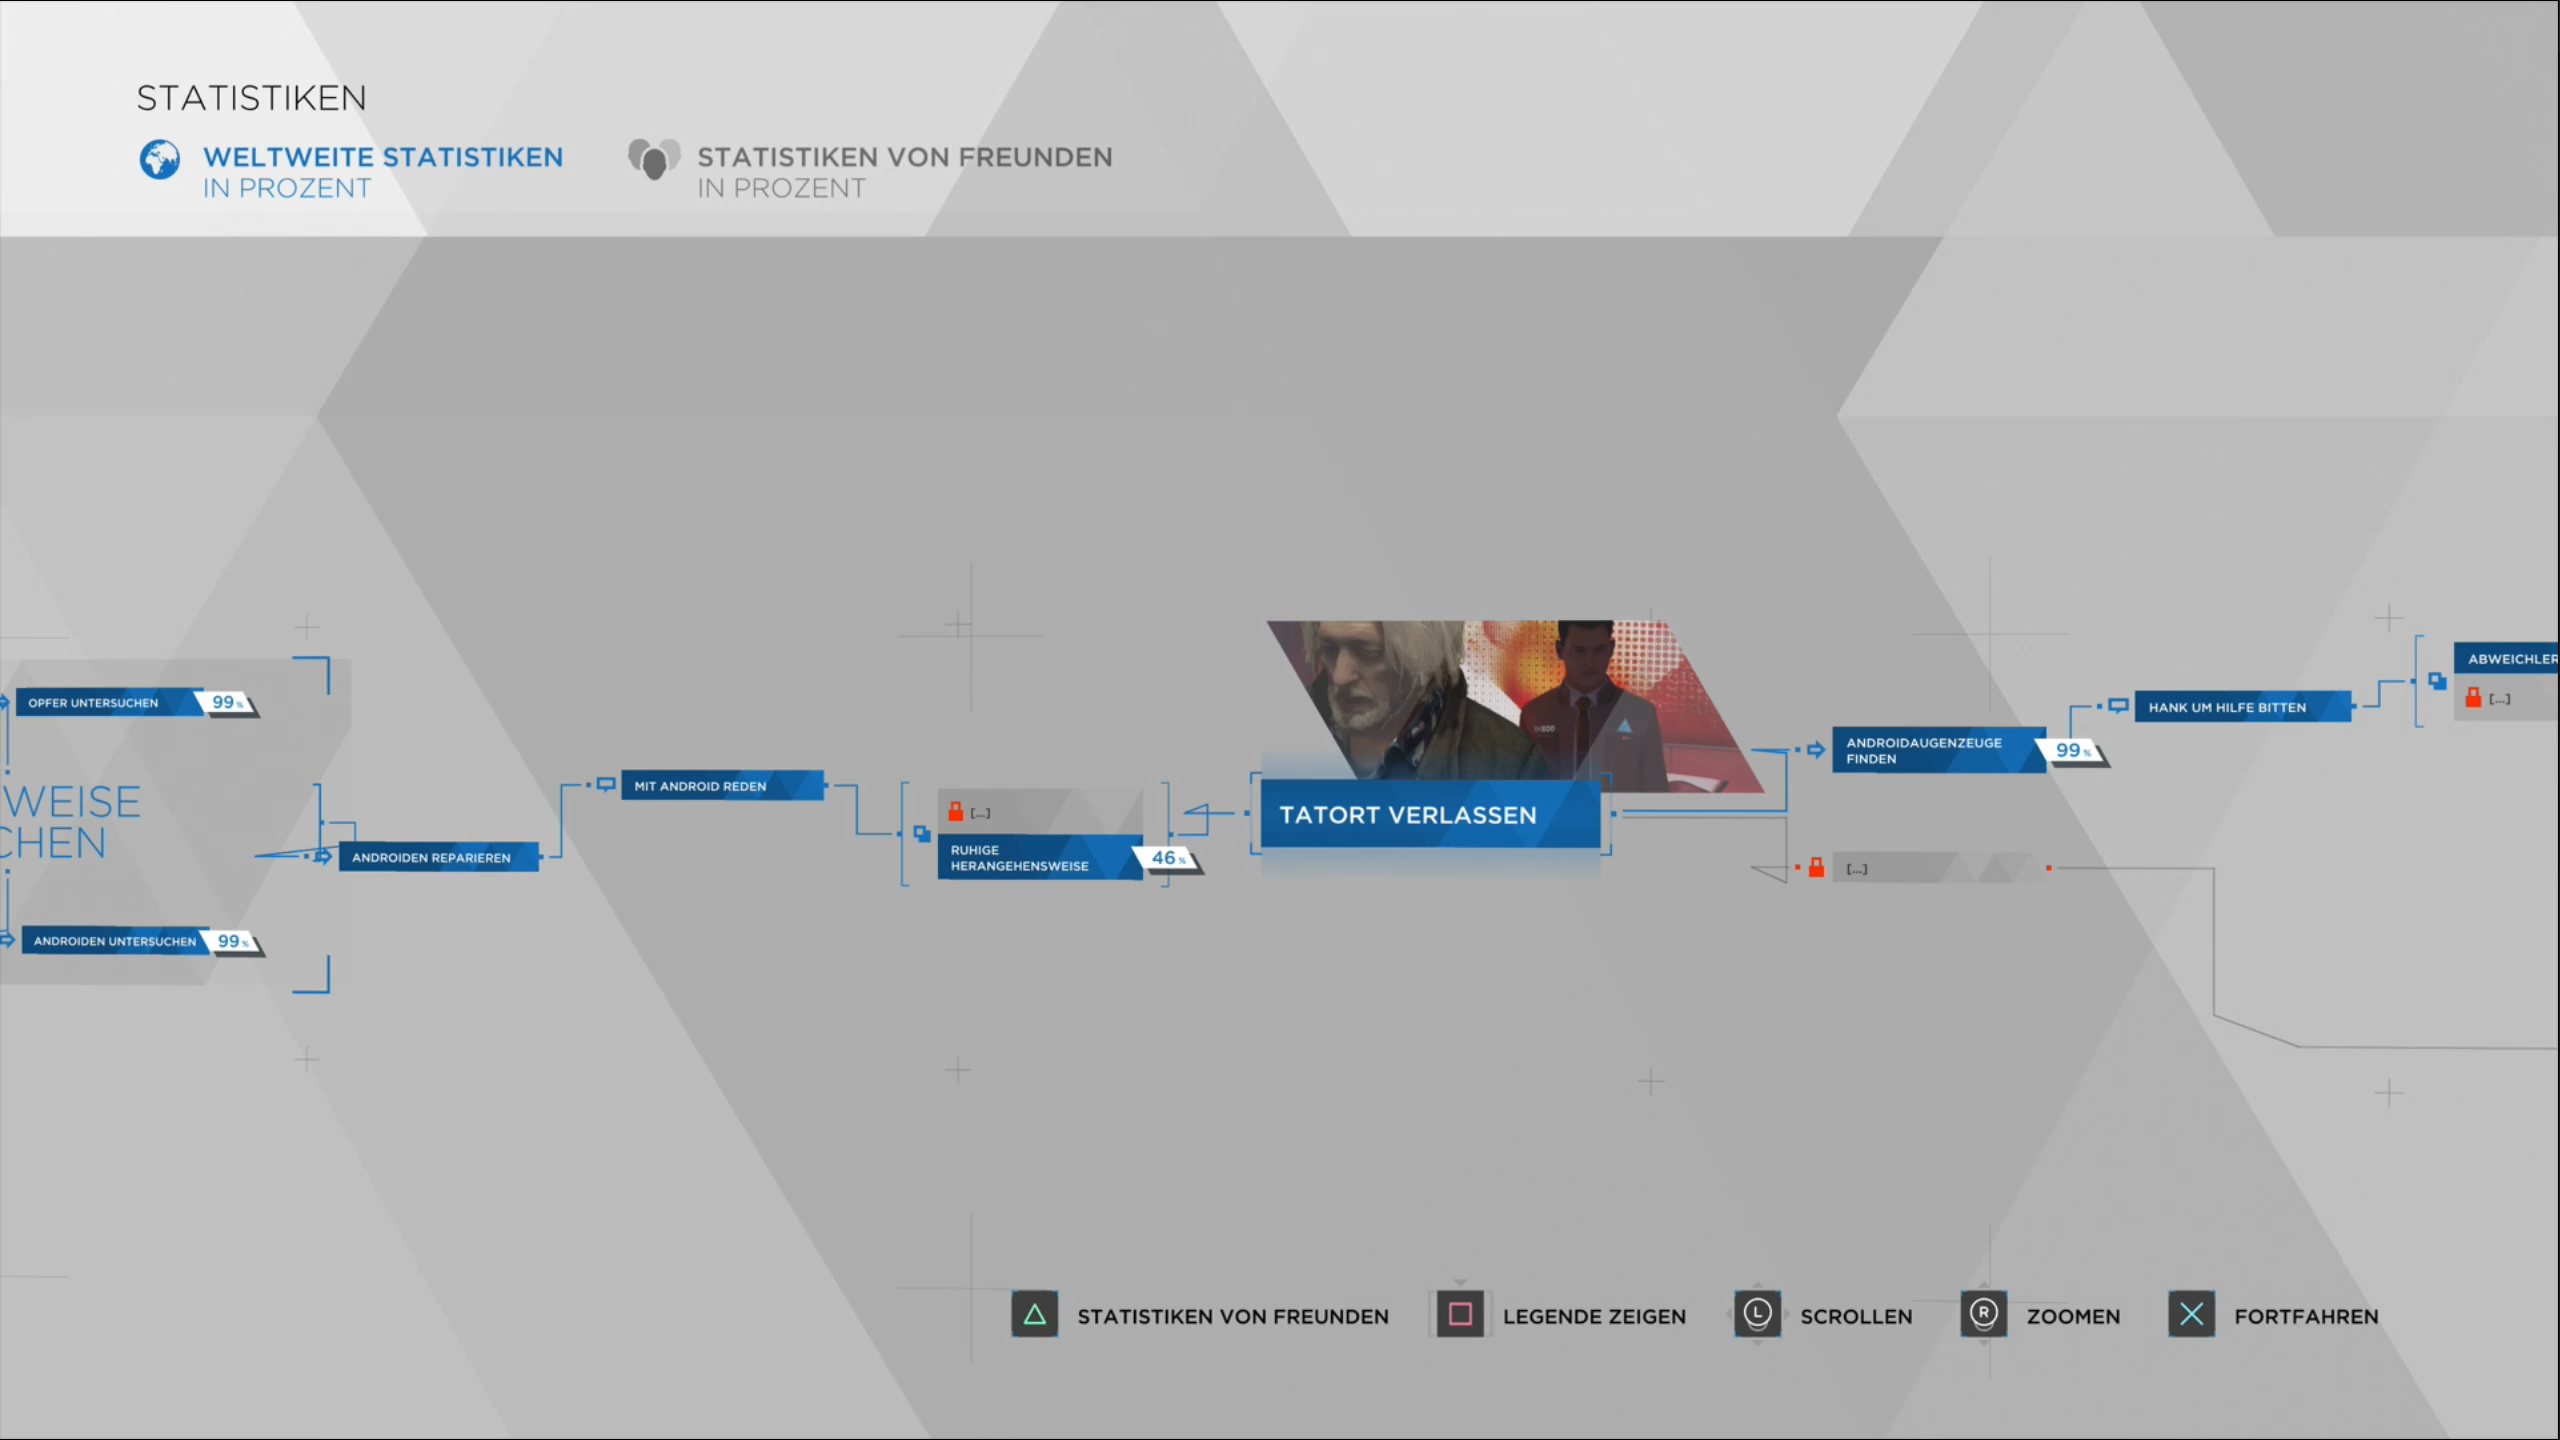 STATISTIKEN
WELTWEITE STATISTIKEN
IN PROZENT
STATISTIKEN VON FREUNDEN
IN PROZENT
OPFER UNTERSUCHEN 99%
WEISE
CHEN
ANDROIDEN UNTERSUCHEN 99%
ANDROIDEN REPARIEREN
MIT ANDROID REDEN
[...]
RUHIGE
HERANGEHENSWEISE
46%
TATORT VERLASSEN
ANDROIDAUGENZEUGE
FINDEN
99%
[...]
HANK UM HILFE BITTEN
ABWEICHLER
[...]
L
R
STATISTIKEN VON FREUNDEN
LEGENDE ZEIGEN
SCROLLEN
ZOOMEN
FORTFAHREN